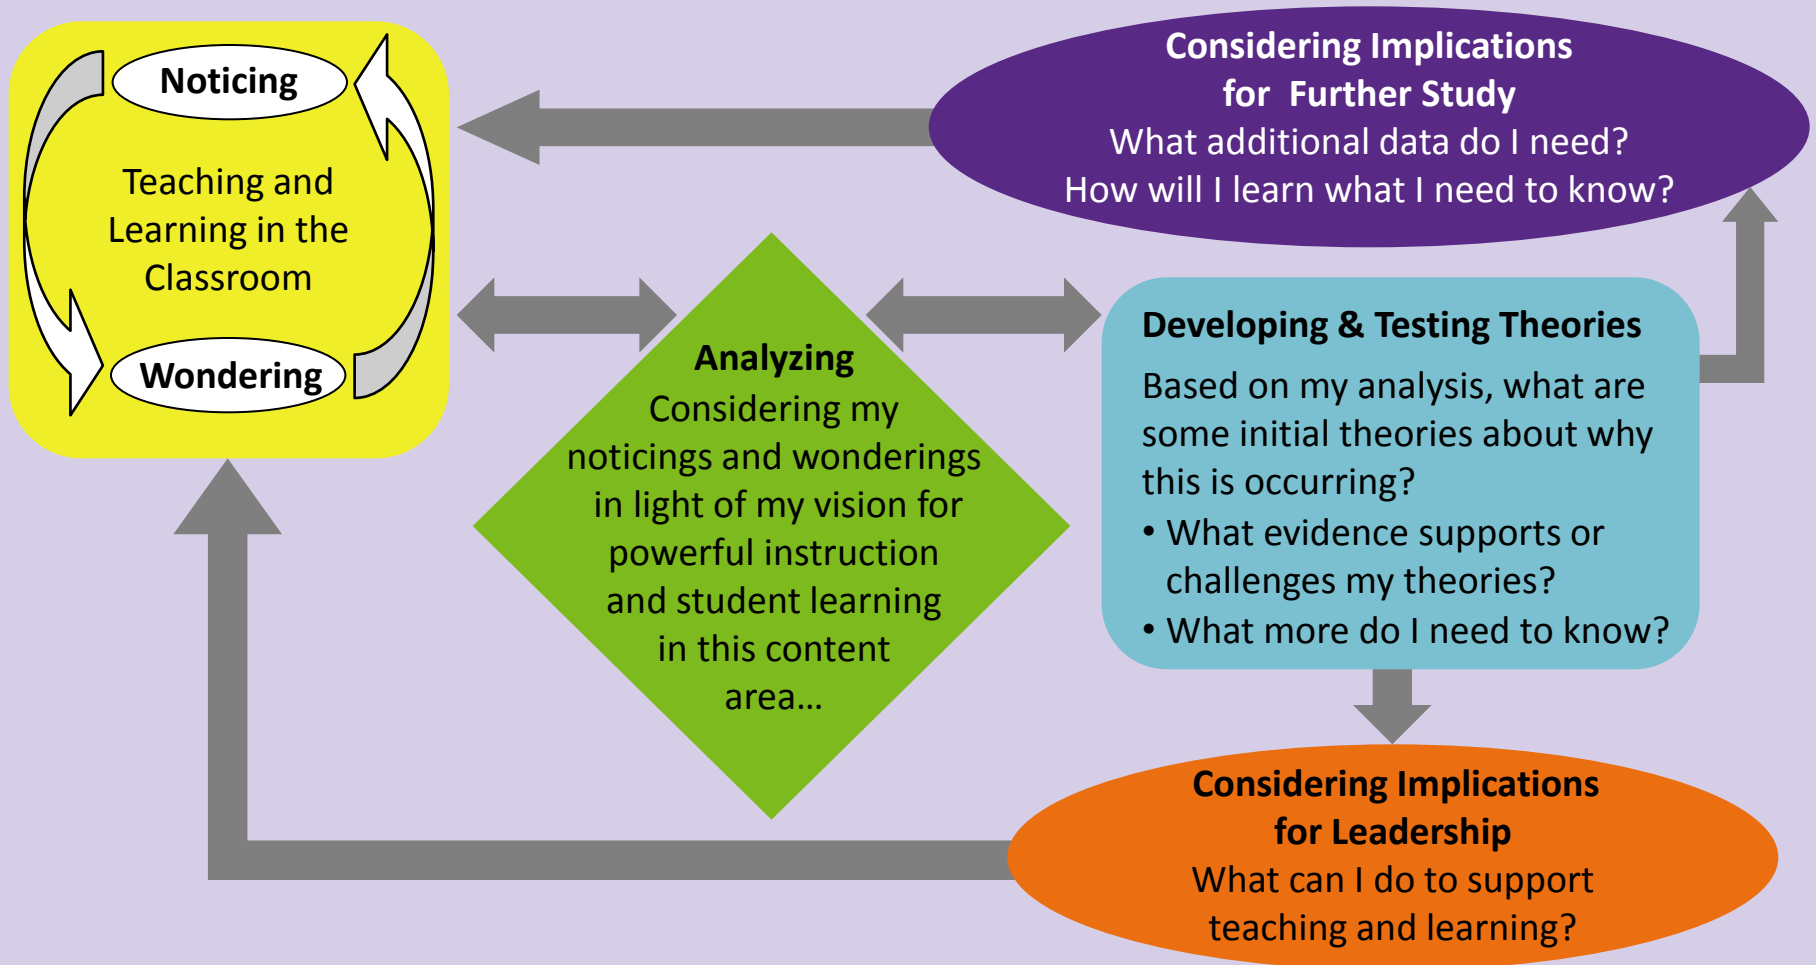 Noticing
Teaching and
Learning in the
Classroom
Wondering
Considering Implications
for Further Study
What additional data do I need?
How will I learn what I need to know?
Analyzing
Considering my
noticings and wonderings
in light of my vision for
powerful instruction
and student learning
in this content
area...
Developing & Testing Theories
Based on my analysis, what are
some initial theories about why
this is occurring?
• What evidence supports or
challenges my theories?
• What more do I need to know?
Considering Implications
for Leadership
What can I do to support
teaching and learning?